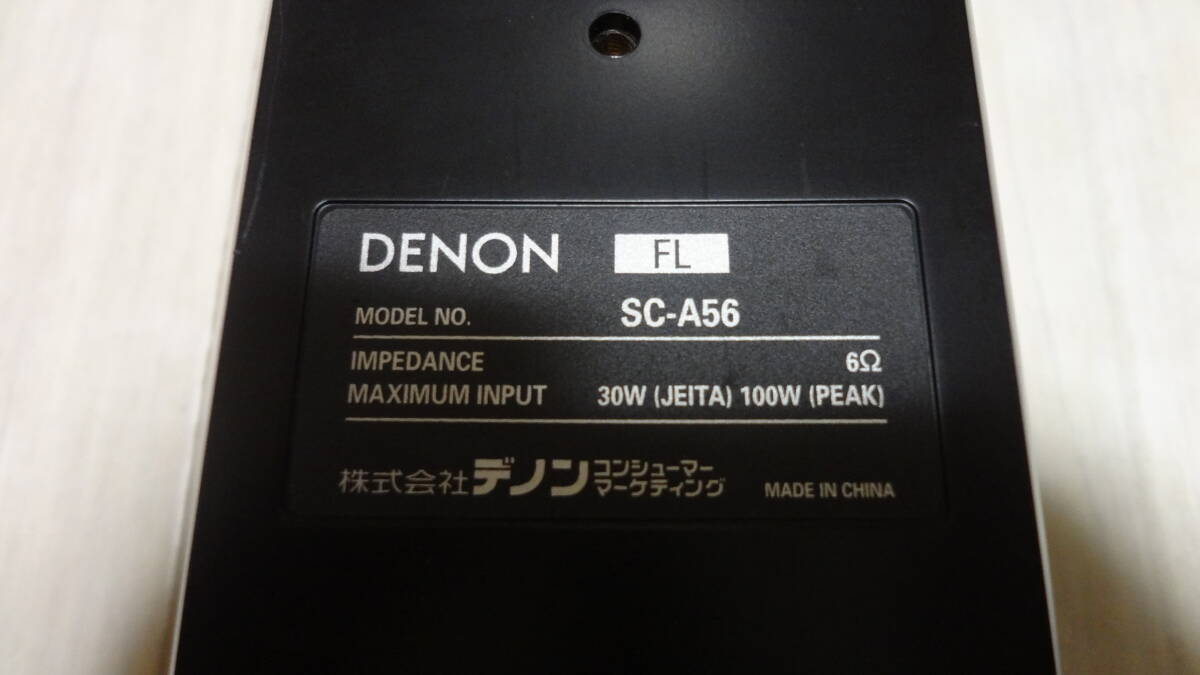 DENON FL
MODEL NO. SC-A56
IMPEDANCE 6Ω
MAXIMUM INPUT 30W (JEITA) 100W (PEAK)
株式会社デノン コンシューマー
マーケティング MADE IN CHINA